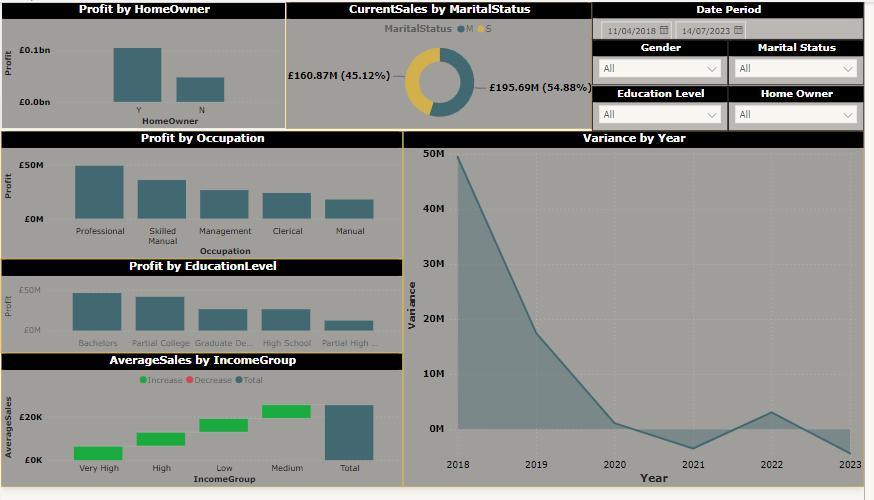 Profit by HomeOwner
Profit
£0.1bn
£0.0bn
Y N
HomeOwner
CurrentSales by MaritalStatus
MaritalStatus M S
£160.87M (45.12%)
£195.69M (54.88%)
Date Period
11/04/2018 14/07/2023
Gender Marital Status
All All
Education Level Home Owner
All All
Profit by Occupation
Profit
£50M
£0M
Professional Skilled Manual Management Clerical Manual
Occupation
Profit by EducationLevel
Profit
£50M
£0M
Bachelors Partial College Graduate De... High School Partial High ...
AverageSales by IncomeGroup
Increase Decrease Total
AverageSales
£20K
£0K
Very High High Low Medium Total
IncomeGroup
Variance by Year
Variance
50M
40M
30M
20M
10M
0M
2018 2019 2020 2021 2022 2023
Year